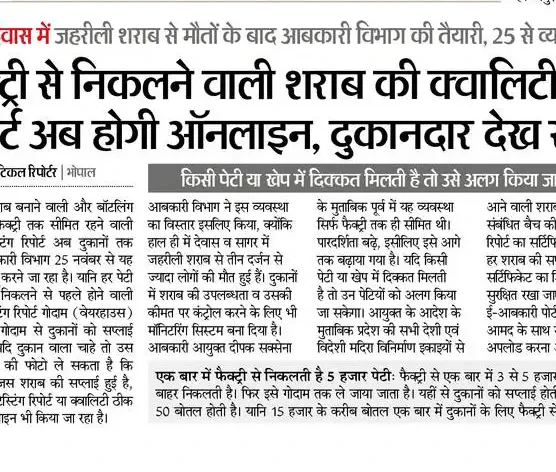 में जहरीली शराब से मौतों के बाद आबकारी विभाग की तैयारी, 25 से
से निकलने वाली शराब की क्वालिटी
अब होगी ऑनलाइन, दुकानदार देख
रिपोर्टर | भोपाल
किसी पेटी या खेप में दिक्कत मिलती है तो उसे अलग किया
बनाने वाली और बॉटलिंग
तक सीमित रहने वाली
रिपोर्ट अब दुकानों तक
विभाग 25 नवंबर से यह
करने जा रहा है। यानि हर पेटी
निकलने से पहले होने वाली
रिपोर्ट गोदाम (वेयरहाउस)
गोदाम से दुकानों को सप्लाई
दुकान वाला चाहे तो उस
की फोटो ले सकता है कि
शराब की सप्लाई हुई है,
रिपोर्ट या क्वालिटी ठीक
भी किया जा रहा है।
आबकारी विभाग ने इस व्यवस्था
का विस्तार इसलिए किया, क्योंकि
हाल ही में देवास व सागर में
जहरीली शराब से तीन दर्जन से
ज्यादा लोगों की मौत हुई हैं। दुकानों
में शराब की उपलब्धता व उसकी
कीमत पर कंट्रोल करने के लिए भी
मॉनिटरिंग सिस्टम बना दिया है।
आबकारी आयुक्त दीपक सक्सेना
के मुताबिक पूर्व में यह व्यवस्था
सिर्फ फैक्ट्री तक ही सीमित थी।
पारदर्शिता बढ़े, इसीलिए इसे आगे
तक बढ़ाया गया है। यदि किसी
पेटी या खेप में दिक्कत मिलती
है तो उन पेटियों को अलग किया
जा सकेगा। आयुक्त के आदेश के
मुताबिक प्रदेश की सभी देशी एवं
विदेशी मदिरा विनिर्माण इकाइयों से
आने वाली
संबंधित बैच की
रिपोर्ट का
हर शराब की
सर्टिफिकेट का
सुरक्षित रखा
ई-आबकारी
आमद के साथ
अपलोड करना
एक बार में फैक्ट्री से निकलती है 5 हजार पेटी: फैक्ट्री से एक बार में 3 से 5 हजार
बाहर निकलती है। फिर इसे गोदाम तक ले जाया जाता है। यहीं से दुकानों को सप्लाई
50 बोतल होती है। यानि 15 हजार के करीब बोतल एक बार में दुकानों के लिए फैक्ट्री